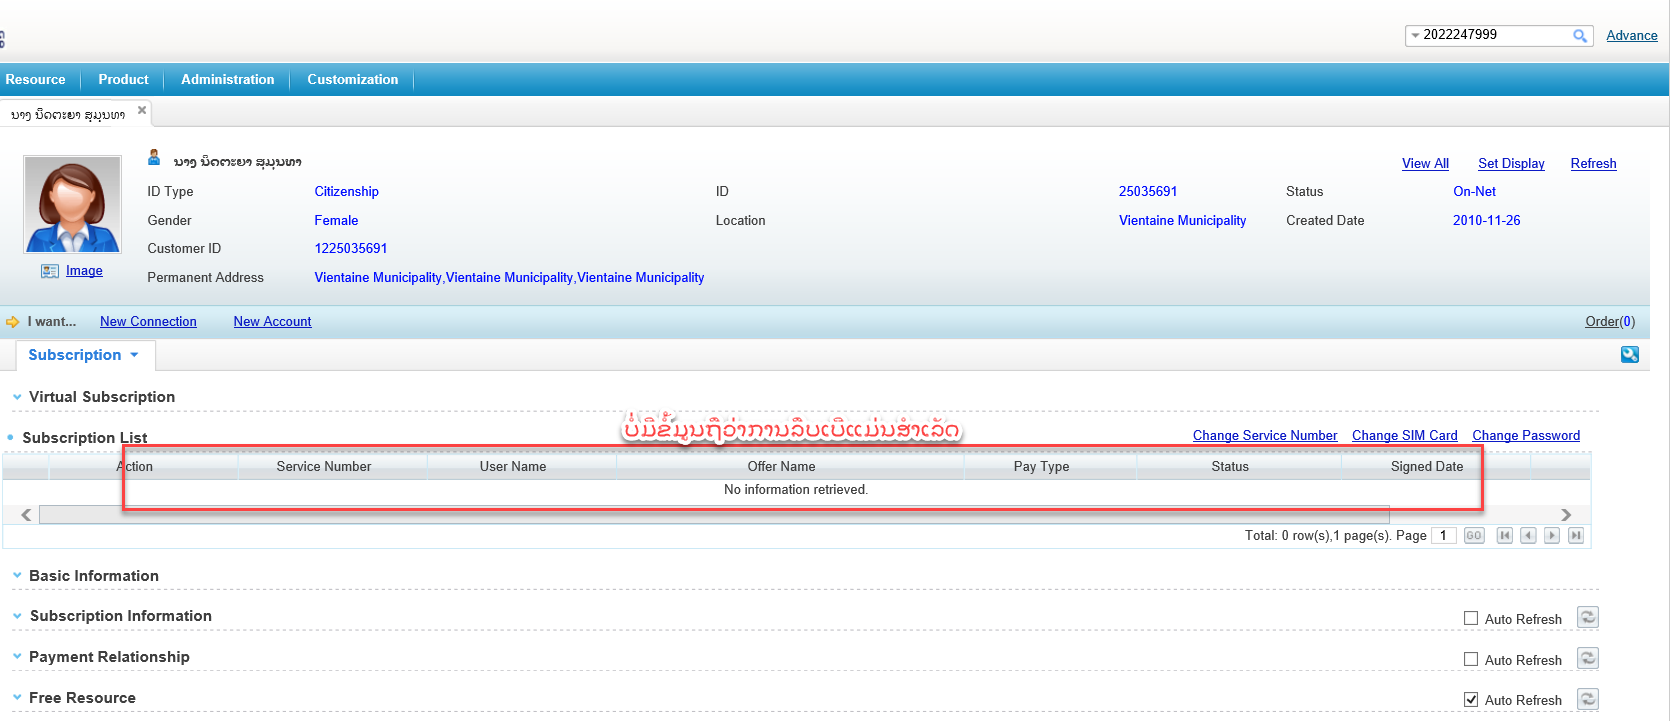 2022247999 Advance
Resource Product Administration Customization
ນາງ ນິດຕະຍາ ສຸມຸນທາ
ນາງ ນິດຕະຍາ ສຸມຸນທາ
View All Set Display Refresh
ID Type Citizenship ID 25035691 Status On-Net
Gender Female Location Vientaine Municipality Created Date 2010-11-26
Customer ID 1225035691
Image
Permanent Address Vientaine Municipality,Vientaine Municipality,Vientaine Municipality
I want... New Connection New Account Order(0)
Subscription
Virtual Subscription
ບໍ່ມີຂໍ້ມູນຖືວ່າການລຶບເບີແມ່ນສຳເລັດ
Subscription List Change Service Number Change SIM Card Change Password
Action Service Number User Name Offer Name Pay Type Status Signed Date
No information retrieved.
Total: 0 row(s),1 page(s). Page 1 GO
Basic Information
Subscription Information Auto Refresh
Payment Relationship Auto Refresh
Free Resource Auto Refresh